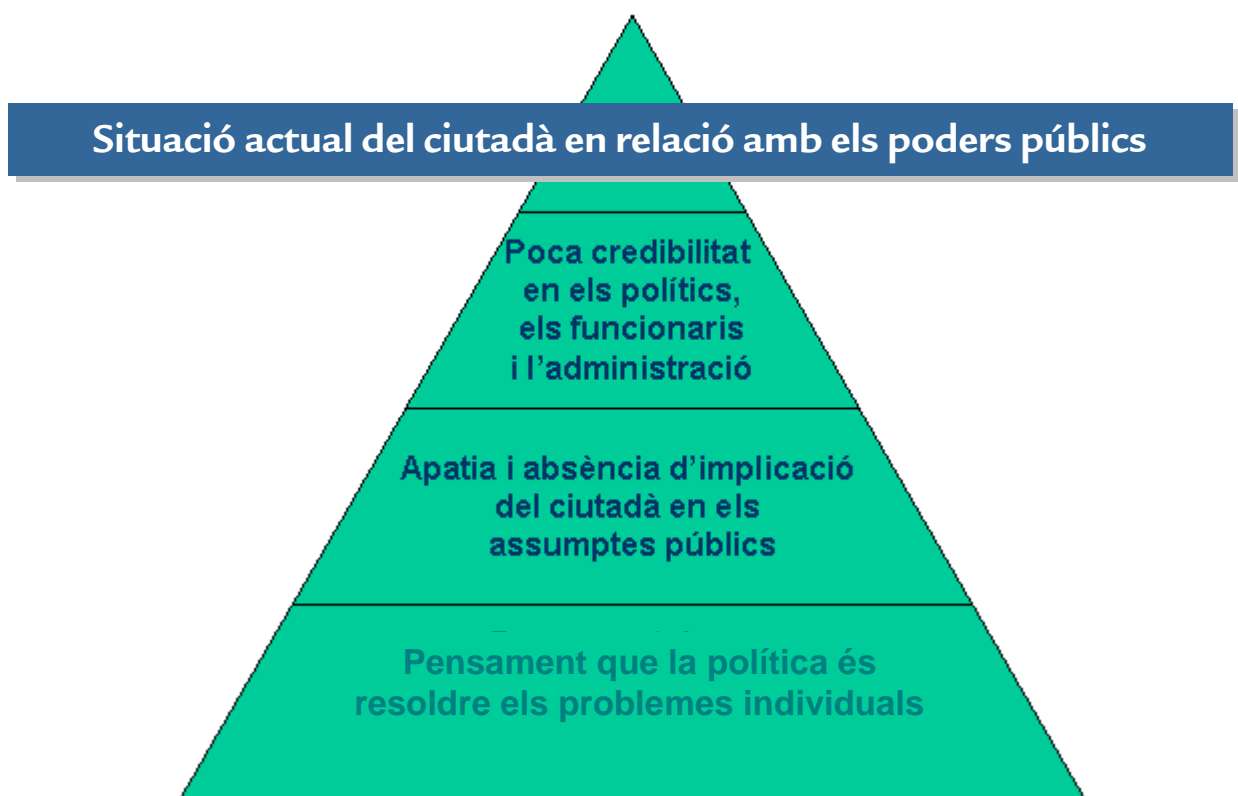 Situació actual del ciutadà en relació amb els poders públics
Poca credibilitat
en els polítics,
els funcionaris
i l'administració
Apatia i absència d'implicació
del ciutadà en els
assumptes públics
Pensament que la política és
resoldre els problemes individuals